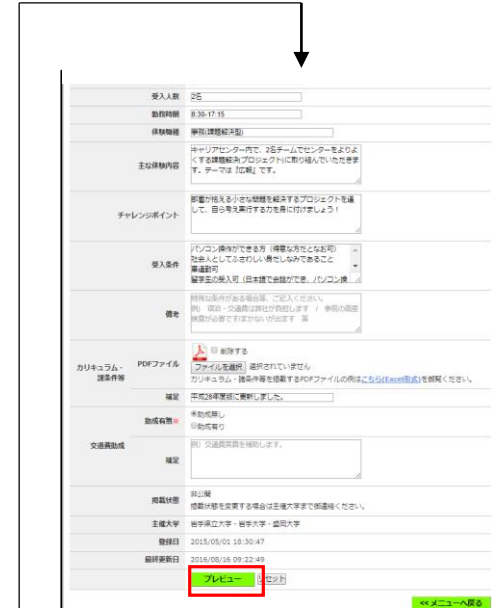 受入人数 2名
勤務時間 8:30-17:15
体験職種 事務(課題解決型)
主な体験内容
キャリアセンター内で、2名チームでセンターをよりよ
くする課題解決(プロジェクト)に取り組んでいただきま
す。テーマは『広報』です。
チャレンジポイント
部署が抱える小さな問題を解決するプロジェクトを通
して、自ら考え実行する力を身に付けましょう！
受入条件
パソコン操作ができる方（得意な方だとなお可）
社会人としてふさわしい身だしなみであること
車通勤可
留学生の受入可（日本語で会話ができ、パソコン操
備考
特殊な条件がある場合等、ご記入ください。
例）宿泊・交通費は弊社が負担します / 事前の
検査が必要です/まかないが出ます 等
カリキュラム・
諸条件等
PDFファイル
削除する
ファイルを選択 選択されていません
カリキュラム・諸条件等を掲載するPDFファイルの例はこちら(Excel形式)を御覧ください。
補足 平成28年度版に更新しました。
交通費助成
助成有無※
助成無し
助成有り
補足
例）交通費実費を補助します。
掲載状態
非公開
掲載状態を変更する場合は主催大学まで御連絡ください。
主催大学 岩手県立大学・岩手大学・盛岡大学
登録日 2015/05/01 18:30:47
最終更新日 2016/08/16 09:22:49
プレビュー リセット
<<メニューへ戻る